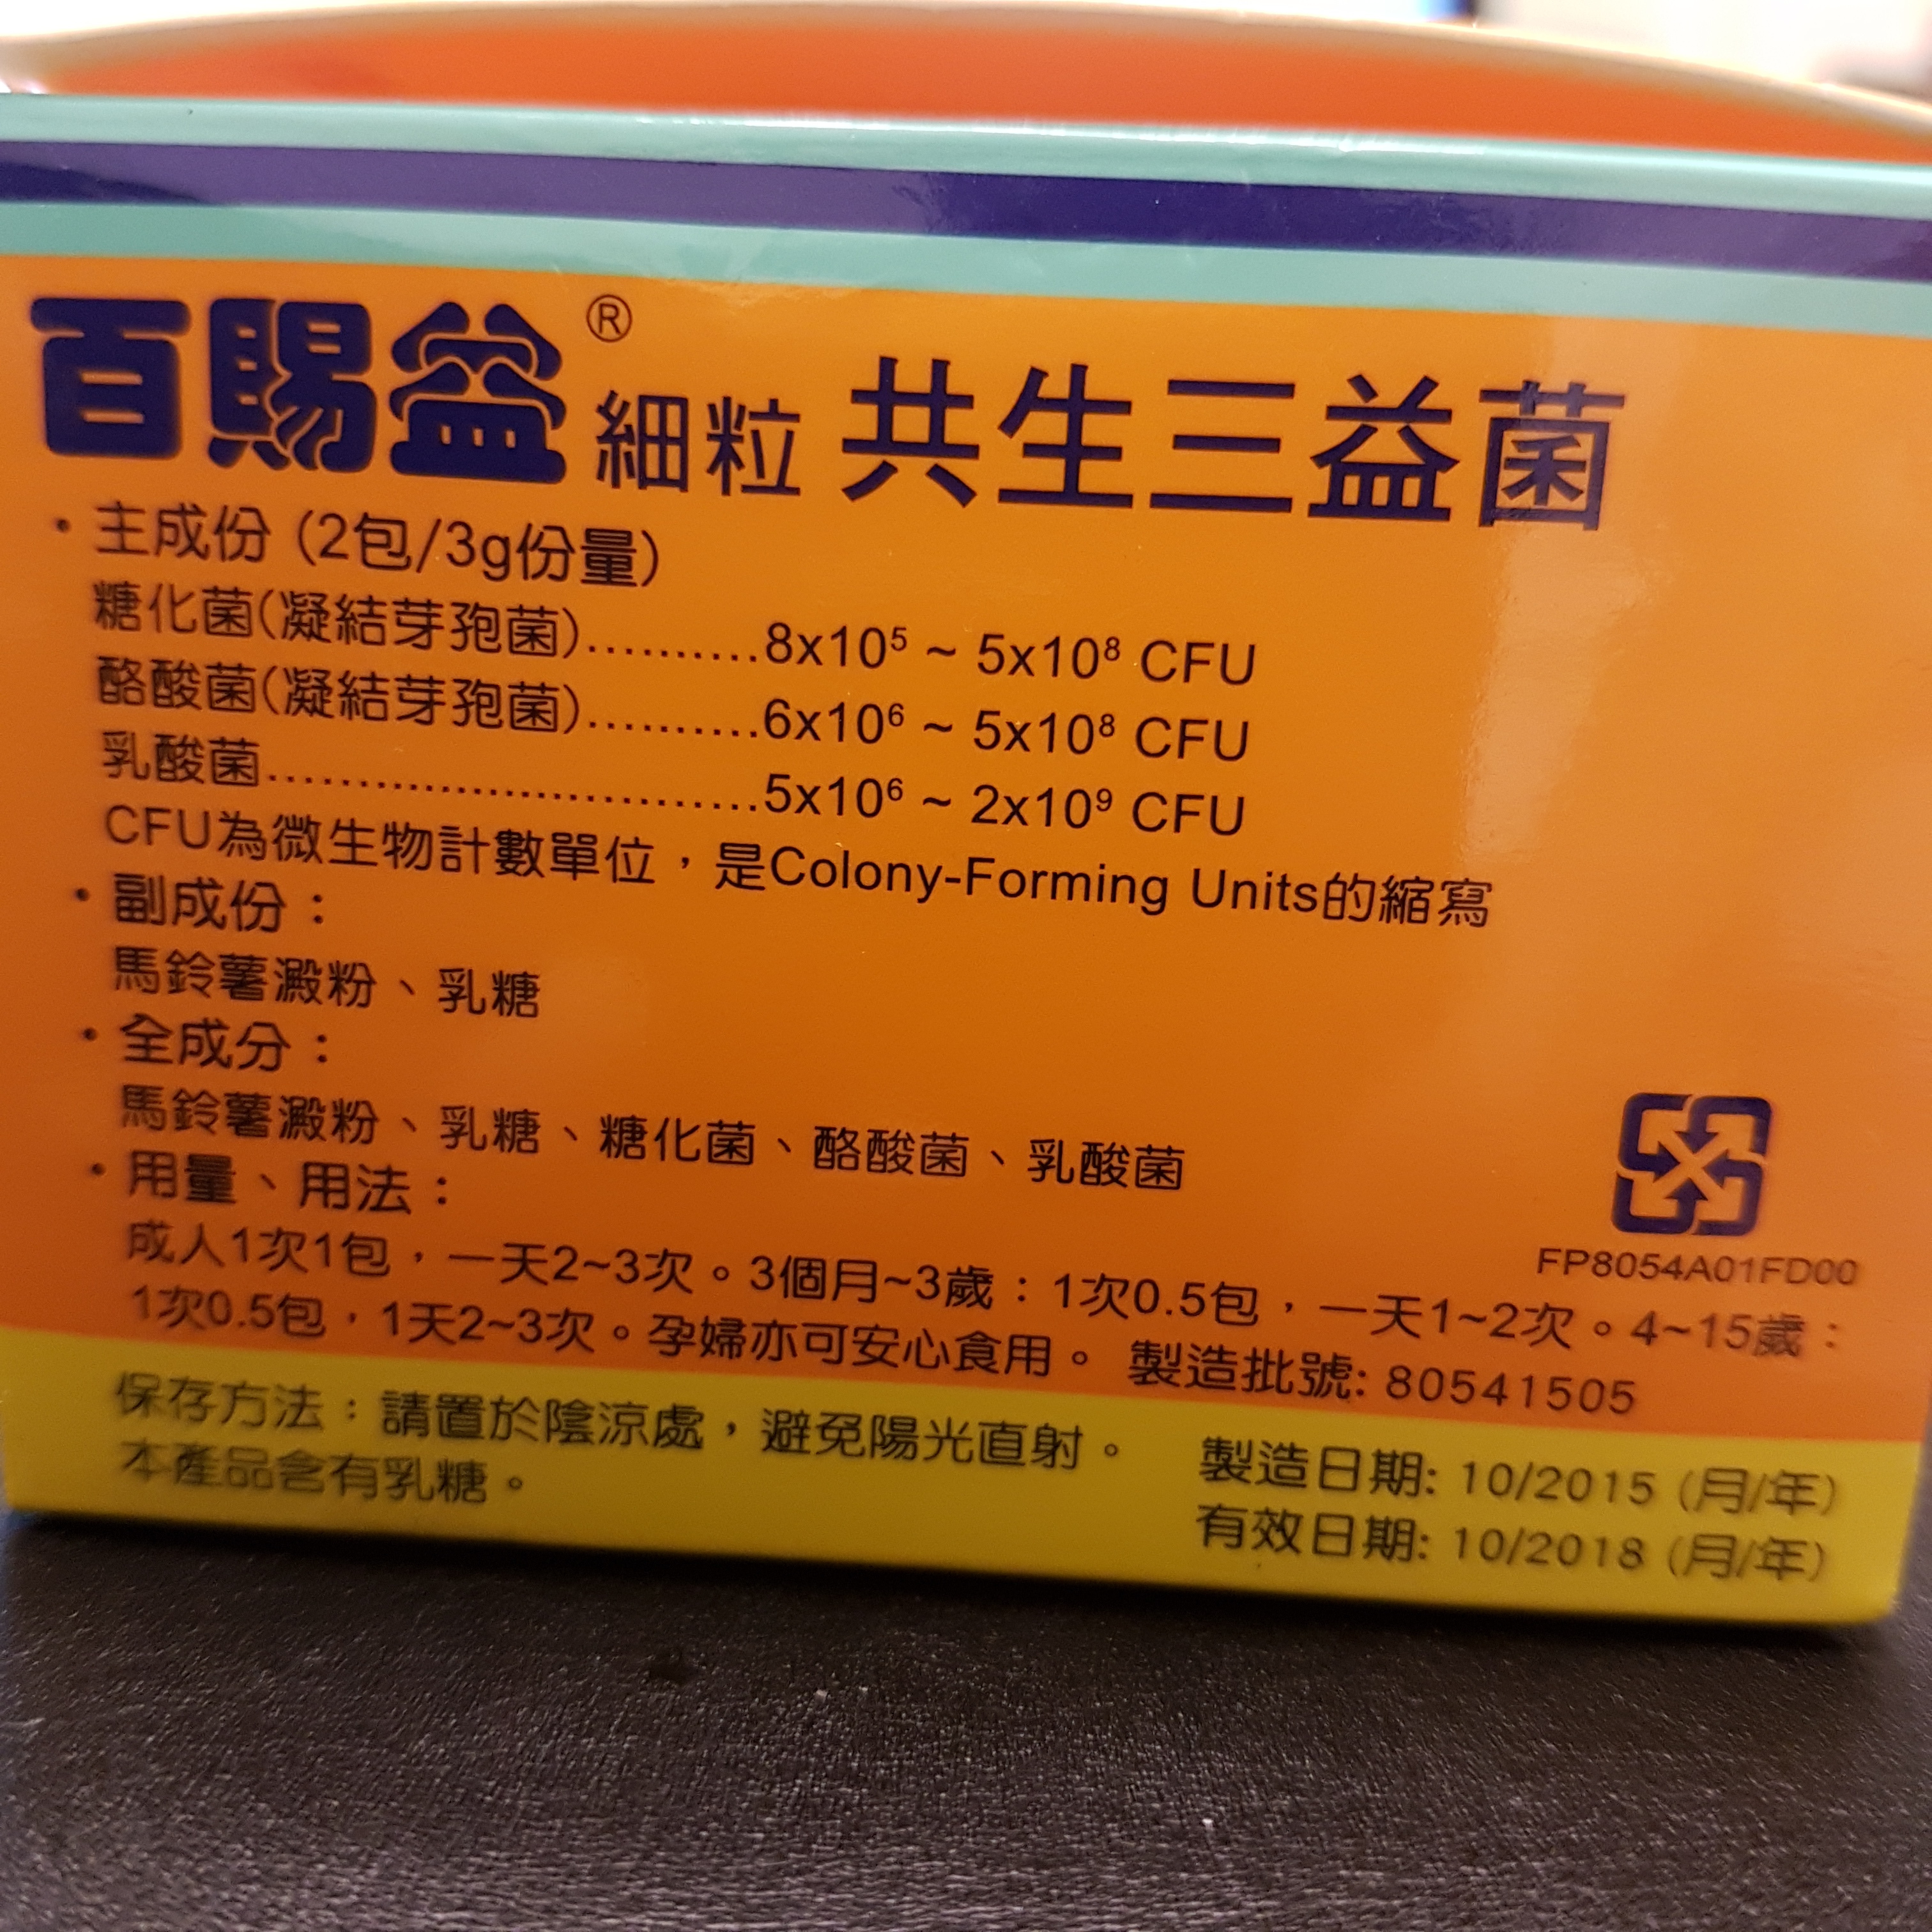 百賜益® 細粒 共生三益菌
・主成份 (2包/3g份量)
糖化菌(凝結芽孢菌)..........8x10⁵ ~ 5x10⁸ CFU
酪酸菌(凝結芽孢菌)..........6x10⁶ ~ 5x10⁸ CFU
乳酸菌............................5x10⁶ ~ 2x10⁹ CFU
CFU為微生物計數單位，是Colony-Forming Units的縮寫
・副成份：
馬鈴薯澱粉、乳糖
・全成分：
馬鈴薯澱粉、乳糖、糖化菌、酪酸菌、乳酸菌
・用量、用法：
FP8054A01FD00
成人1次1包，一天2~3次。3個月~3歲：1次0.5包，一天1~2次。4~15歲：
1次0.5包，1天2~3次。孕婦亦可安心食用。 製造批號: 80541505
保存方法：請置於陰涼處，避免陽光直射。
本產品含有乳糖。
製造日期: 10/2015 (月/年)
有效日期: 10/2018 (月/年)